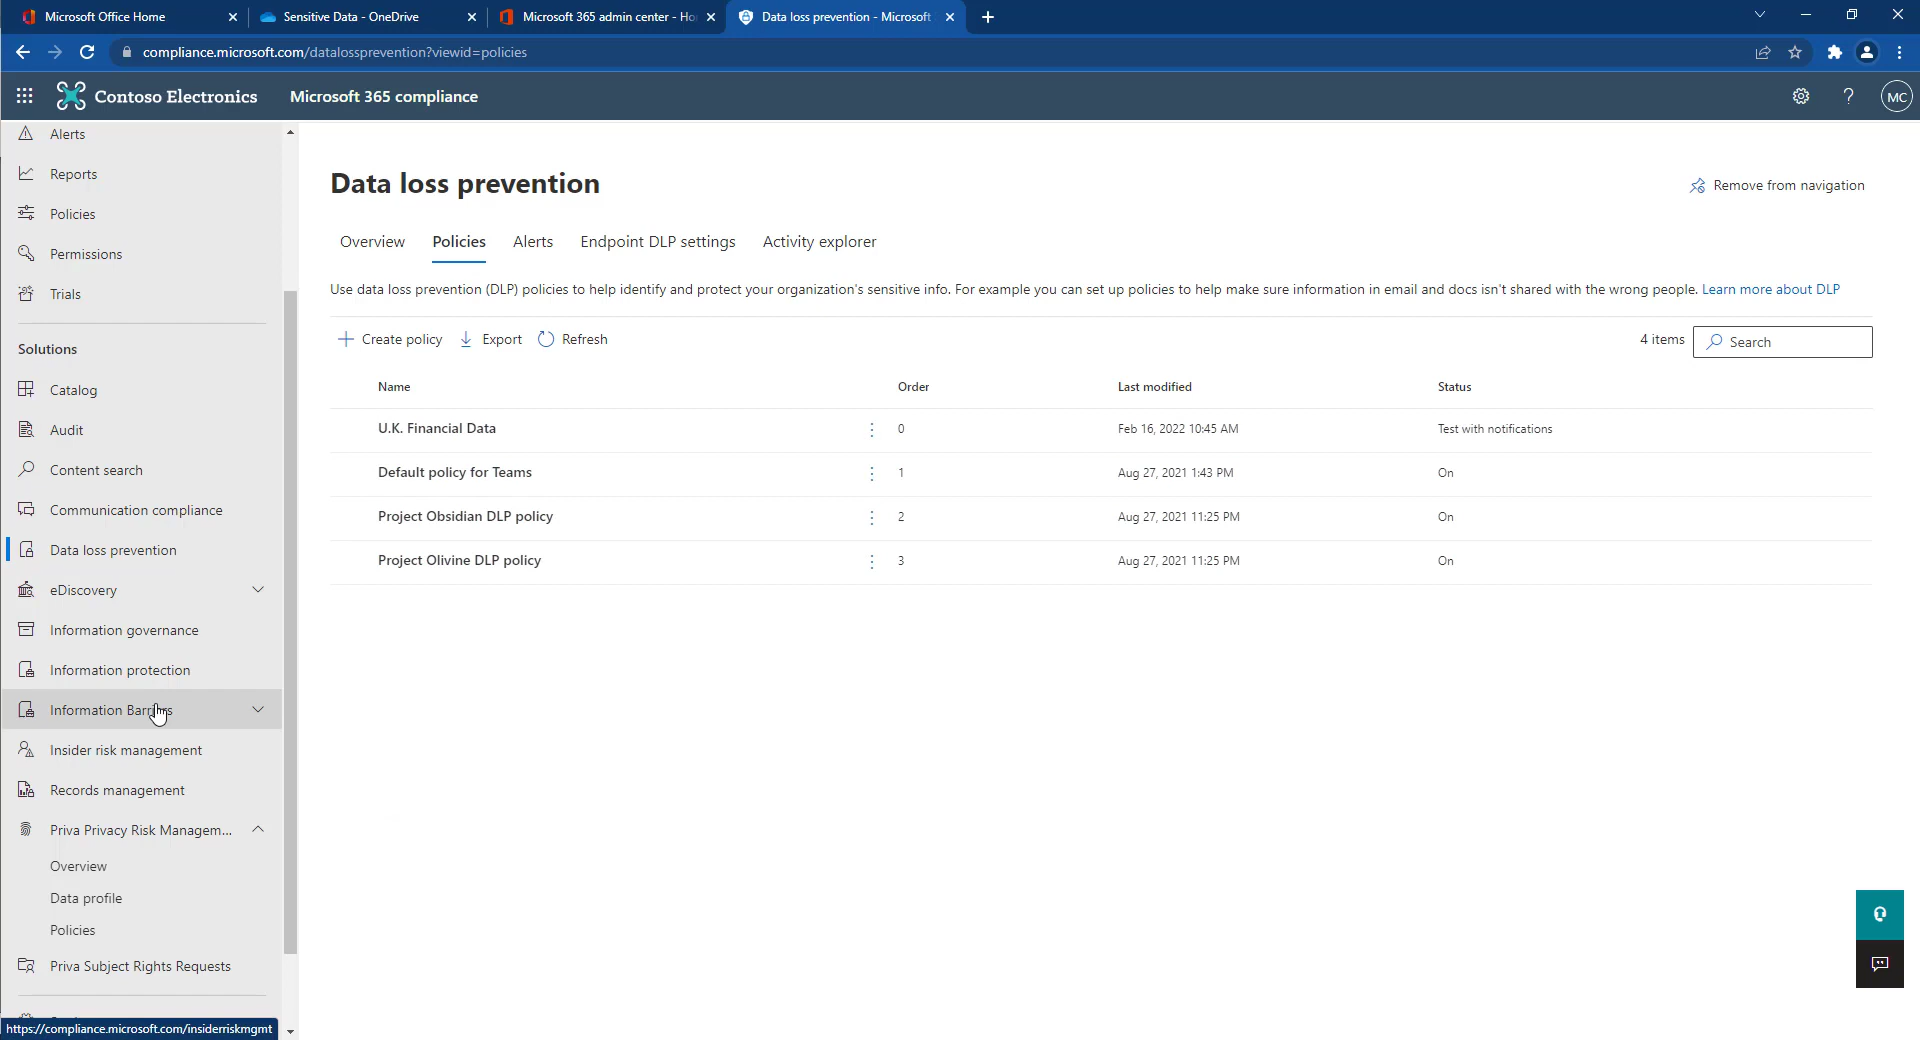 Microsoft Office Home
Sensitive Data - OneDrive
Microsoft 365 admin center - Ho
Data loss prevention - Microsoft
compliance.microsoft.com/datalossprevention?viewid=policies
Contoso Electronics
Microsoft 365 compliance
?
MC
Alerts
Reports
Policies
Permissions
Trials
Solutions
Catalog
Audit
Content search
Communication compliance
Data loss prevention
eDiscovery
Information governance
Information protection
Information Barriers
Insider risk management
Records management
Priva Privacy Risk Managem...
Overview
Data profile
Policies
Priva Subject Rights Requests
https://compliance.microsoft.com/insiderriskmgmt
Data loss prevention
Remove from navigation
Overview
Policies
Alerts
Endpoint DLP settings
Activity explorer
Use data loss prevention (DLP) policies to help identify and protect your organization's sensitive info. For example you can set up policies to help make sure information in email and docs isn't shared with the wrong people. Learn more about DLP
Create policy
Export
Refresh
4 items
Search
Name Order Last modified Status
U.K. Financial Data 0 Feb 16, 2022 10:45 AM Test with notifications
Default policy for Teams 1 Aug 27, 2021 1:43 PM On
Project Obsidian DLP policy 2 Aug 27, 2021 11:25 PM On
Project Olivine DLP policy 3 Aug 27, 2021 11:25 PM On